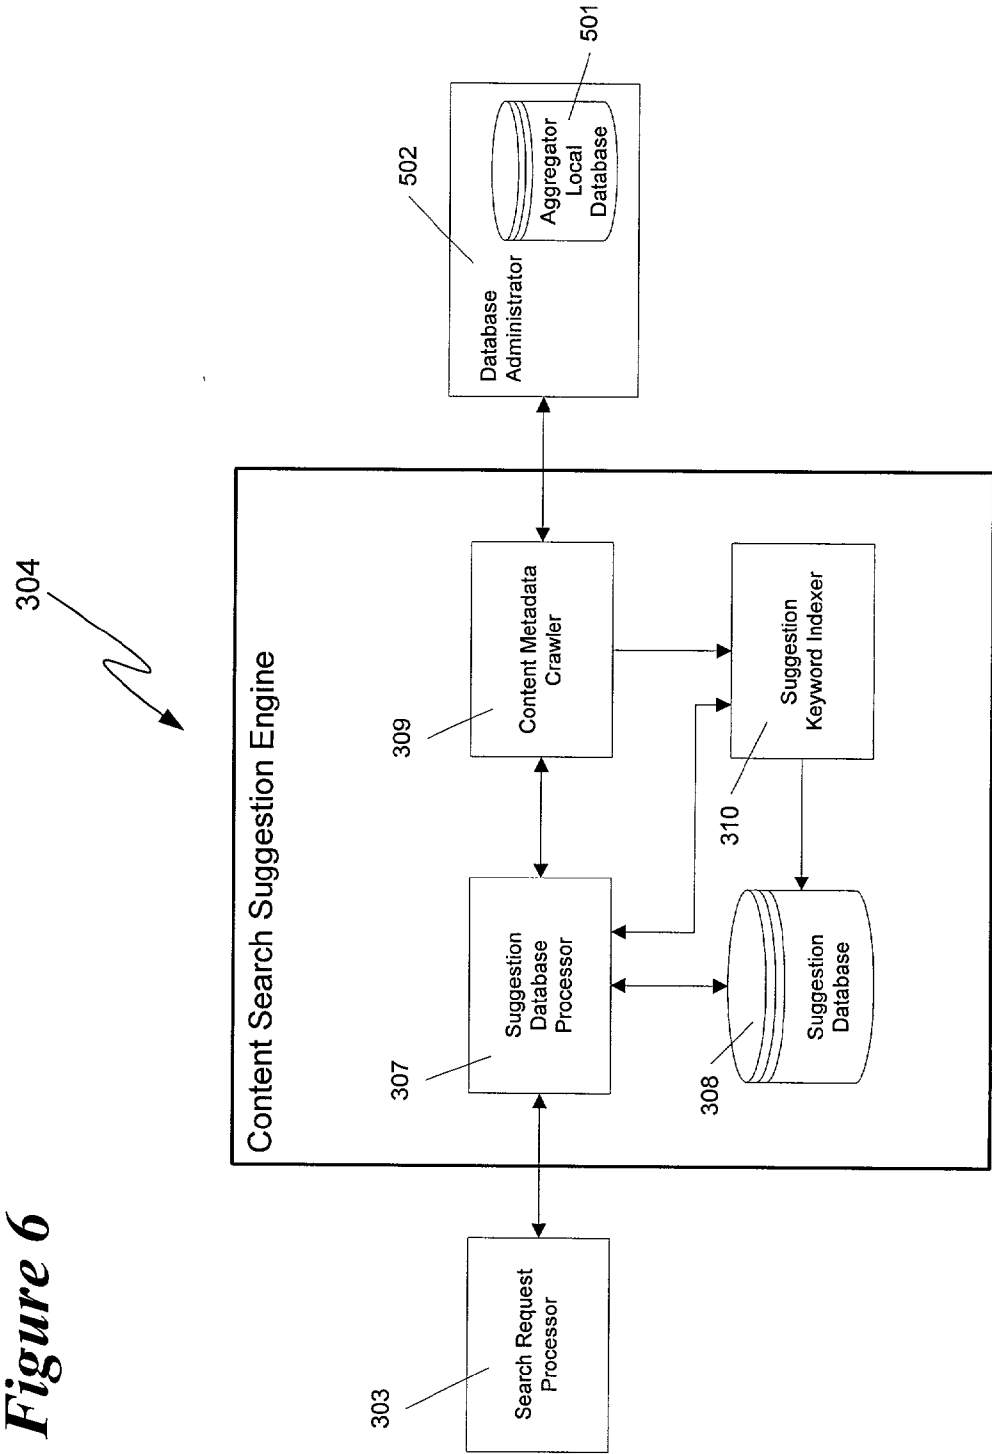 Figure 6
304
Content Search Suggestion Engine
303
Search Request
Processor
307
Suggestion
Database
Processor
309
Content Metadata
Crawler
502
Database
Administrator
Aggregator
Local
Database
501
308
Suggestion
Database
310
Suggestion
Keyword Indexer